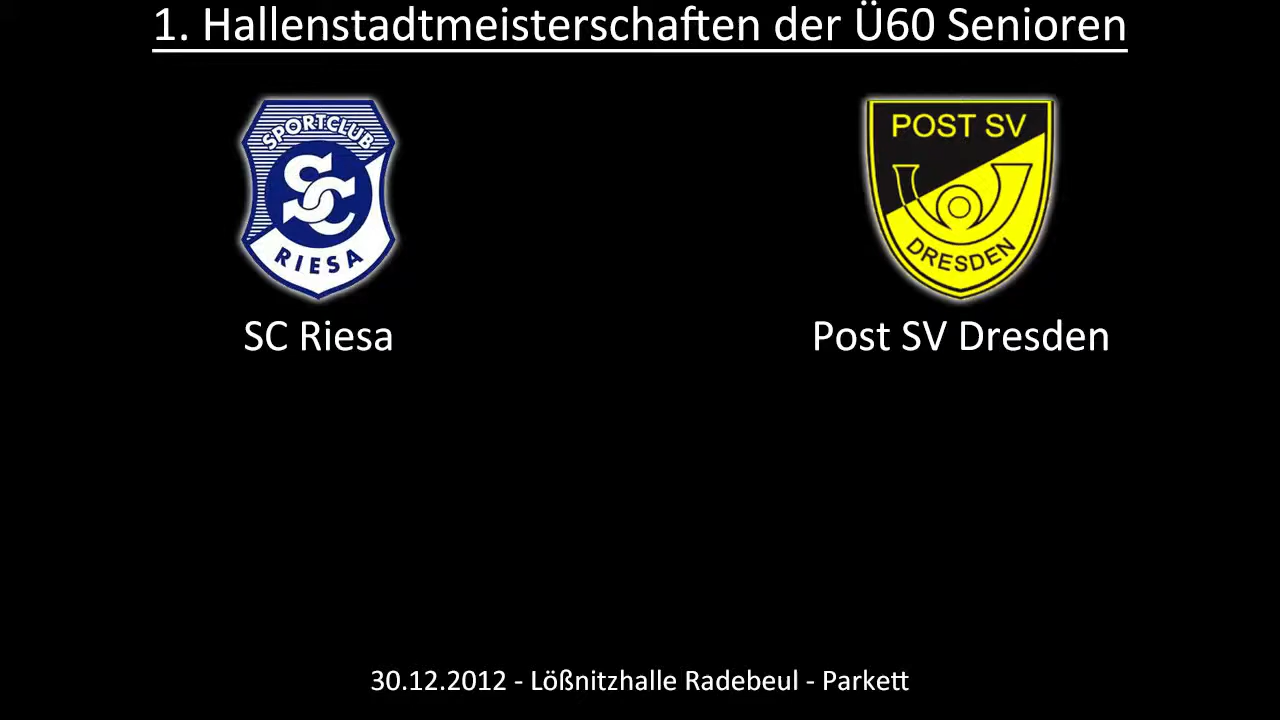 1. Hallenstadtmeisterschaften der Ü60 Senioren
SPORTCLUB
SC
RIESA
POST SV
DRESDEN
SC Riesa
Post SV Dresden
30.12.2012 - Lößnitzhalle Radebeul - Parkett